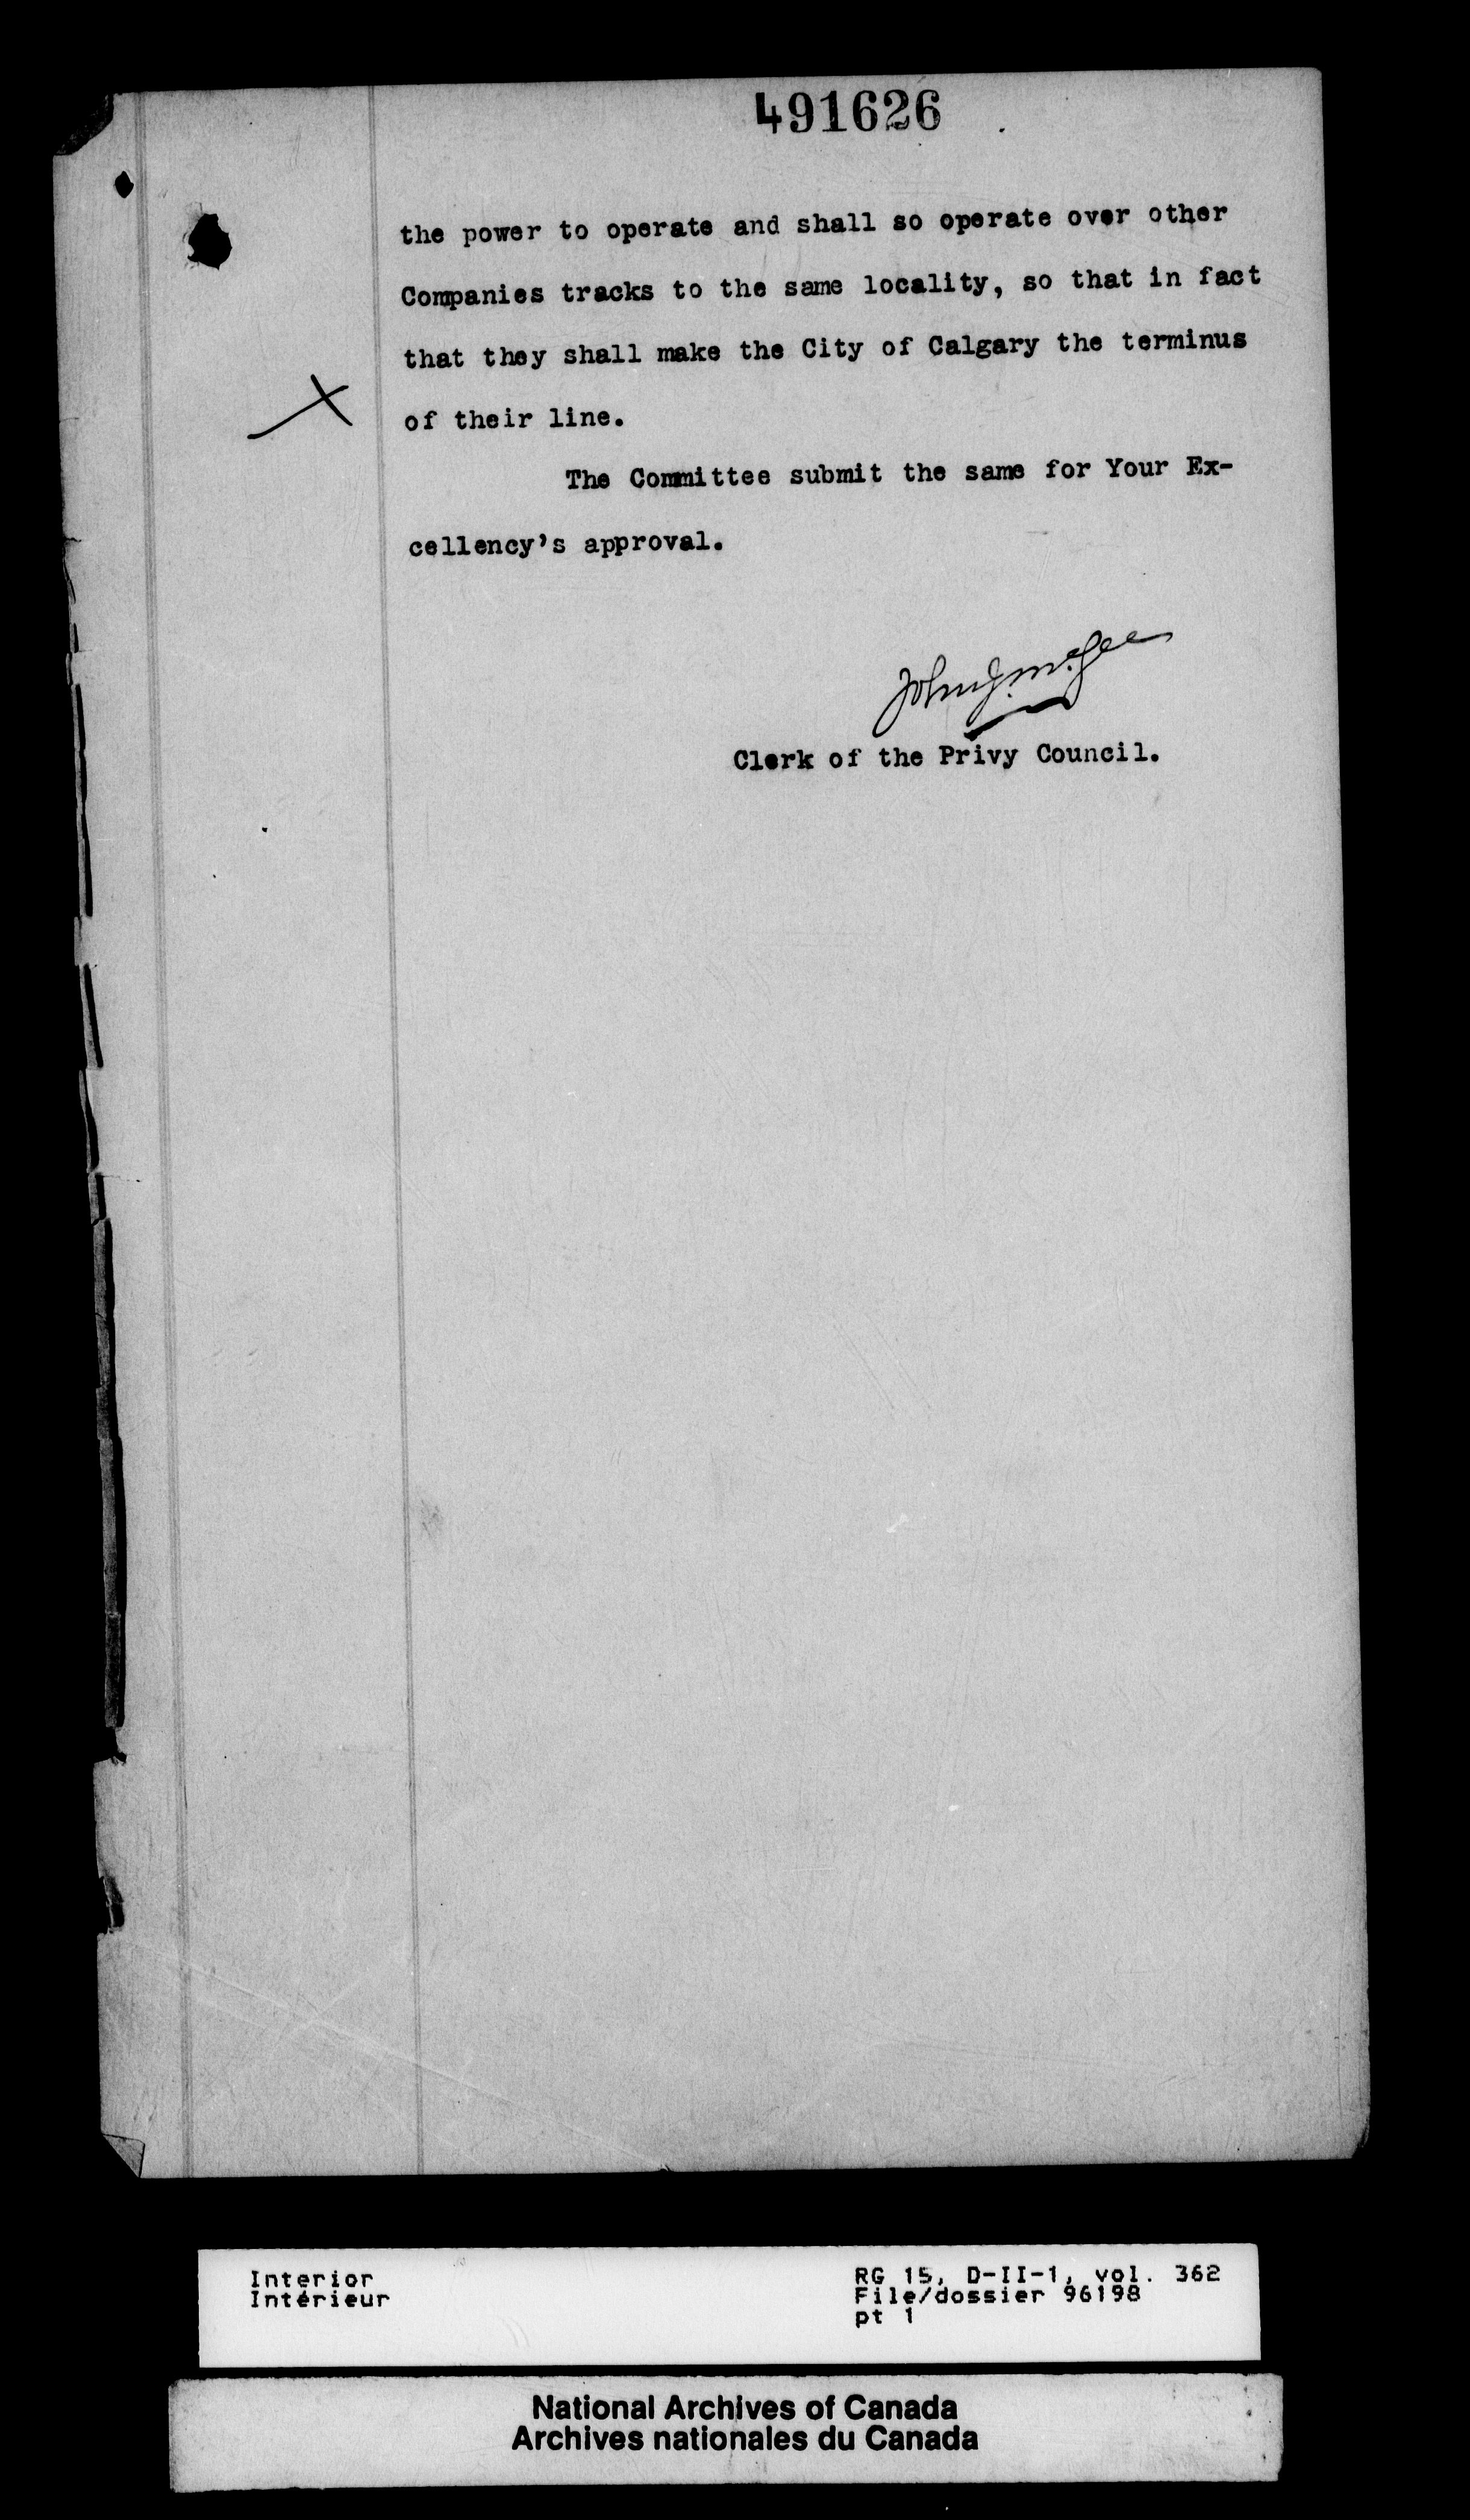 491626
the power to operate and shall so operate over other
Companies tracks to the same locality, so that in fact
that they shall make the City of Calgary the terminus
of their line.
The Committee submit the same for Your Ex-
cellency's approval.
John J. McGee
Clerk of the Privy Council.
Interior
Intérieur
RG 15, D-II-1, vol. 362
File/dossier 96198
pt 1
National Archives of Canada
Archives nationales du Canada